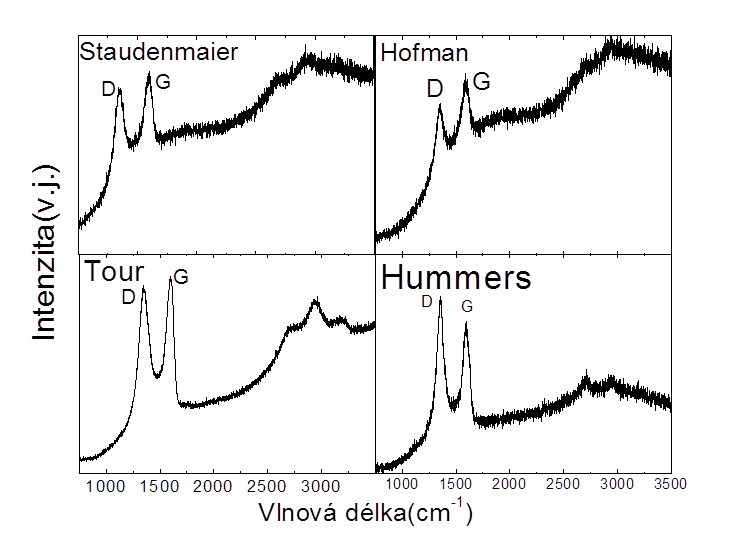 Staudenmaier
D G
Hofman
D G
Tour
D G
Hummers
D G
Intenzita(v.j.)
1000 1500 2000 2500 3000
1000 1500 2000 2500 3000 3500
Vlnová délka(cm⁻¹)